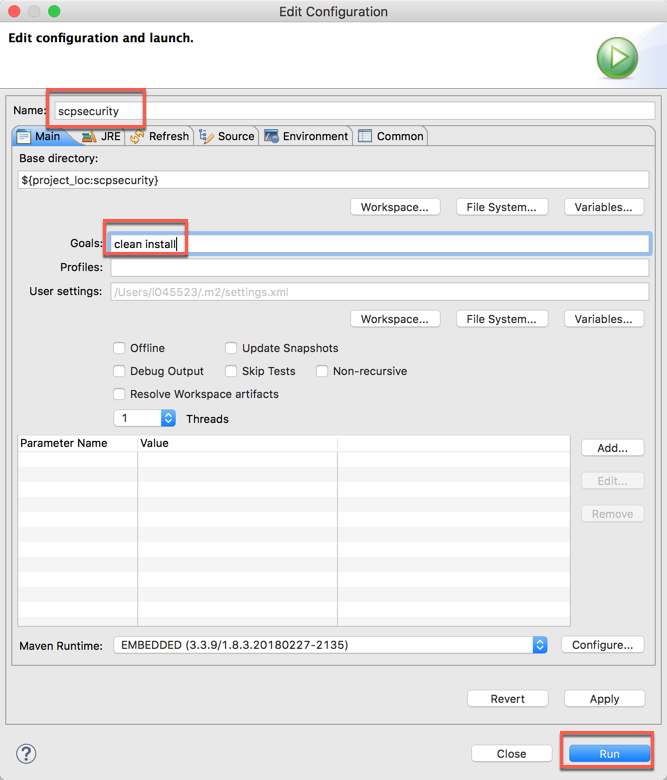 Edit Configuration
Edit configuration and launch.
Name: scpsecurity
Main JRE Refresh Source Environment Common
Base directory:
${project_loc:scpsecurity}
Workspace... File System... Variables...
Goals: clean install
Profiles:
User settings: /Users/i045523/.m2/settings.xml
Workspace... File System... Variables...
Offline Update Snapshots
Debug Output Skip Tests Non-recursive
Resolve Workspace artifacts
1 Threads
Parameter Name Value
Add...
Edit...
Remove
Maven Runtime: EMBEDDED (3.3.9/1.8.3.20180227-2135) Configure...
Revert Apply
? Close Run